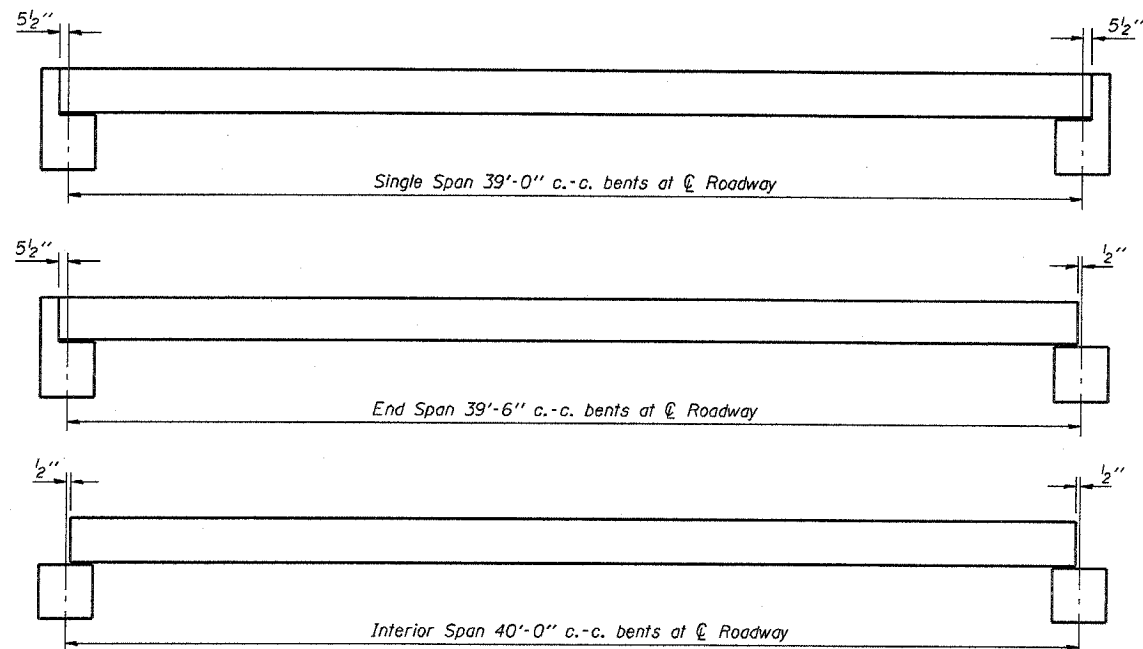 5½" 5½"
Single Span 39'-0" c.-c. bents at ℄ Roadway
5½" ½"
End Span 39'-6" c.-c. bents at ℄ Roadway
½" ½"
Interior Span 40'-0" c.-c. bents at ℄ Roadway